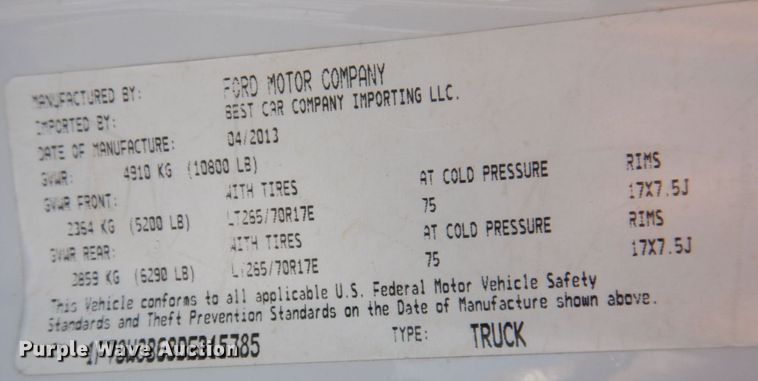 MANUFACTURED BY: FORD MOTOR COMPANY
IMPORTED BY: BEST CAR COMPANY IMPORTING LLC.
DATE OF MANUFACTURE: 04/2013
GVWR: 4910 KG (10800 LB)
GVWR FRONT: WITH TIRES AT COLD PRESSURE RIMS
2364 KG (5200 LB) LT265/70R17E 75 17X7.5J
GVWR REAR: WITH TIRES AT COLD PRESSURE RIMS
2859 KG (6290 LB) LT265/70R17E 75 17X7.5J
This Vehicle conforms to all applicable U.S. Federal Motor Vehicle Safety
Standards and Theft Prevention Standards on the Date of Manufacture shown above.
TYPE: TRUCK
Purple Wave Auction